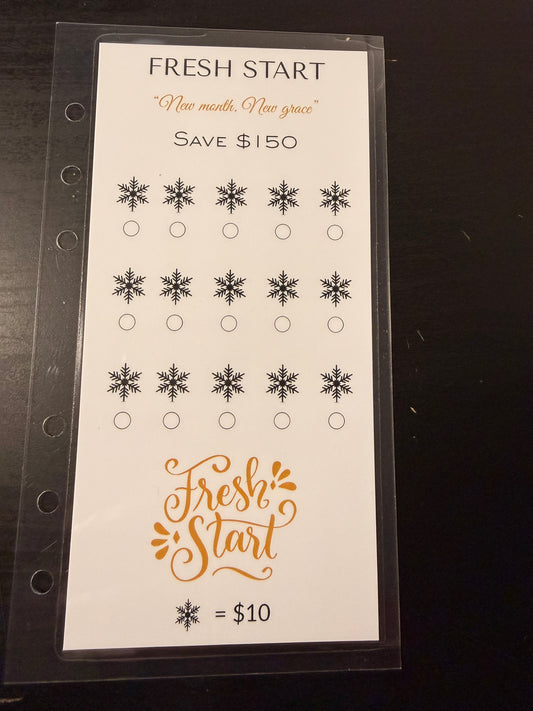 FRESH START
"New month, New grace"
SAVE $150
Fresh
Start
= $10